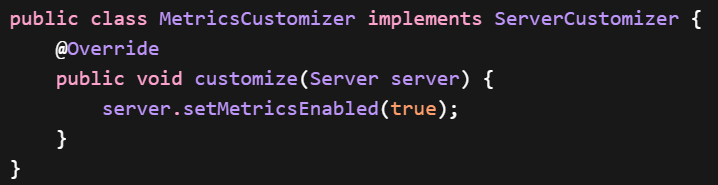 public class MetricsCustomizer implements ServerCustomizer {
    @Override
    public void customize(Server server) {
        server.setMetricsEnabled(true);
    }
}